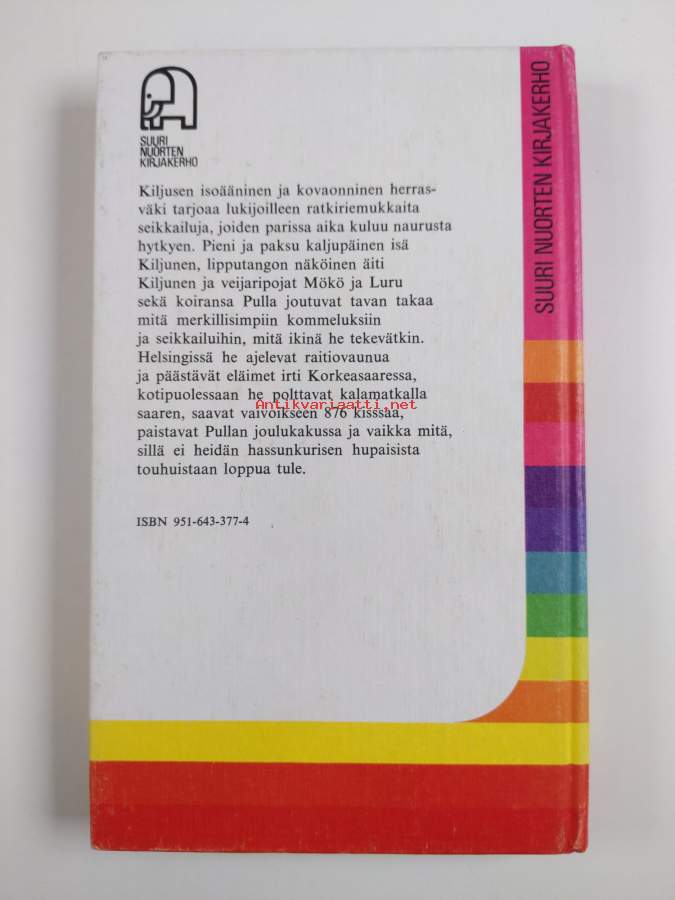 SUURI
NUORTEN
KIRJAKERHO
Kiljusen isoääninen ja kovaonninen herras-
väki tarjoaa lukijoilleen ratkiriemukkaita
seikkailuja, joiden parissa aika kuluu naurusta
hytkyen. Pieni ja paksu kaljupäinen isä
Kiljunen, lipputangon näköinen äiti
Kiljunen ja veijaripojat Mökö ja Luru
sekä koiransa Pulla joutuvat tavan takaa
mitä merkillisimpiin kommeluksiin
ja seikkailuihin, mitä ikinä he tekevätkin.
Helsingissä he ajelevat raitiovaunua
ja päästävät eläimet irti Korkeasaaressa,
kotipuolessaan he polttavat kalamatkalla
Antikvariaatti.net
saaren, saavat vaivoikseen 876 kisssaa,
paistavat Pullan joulukakussa ja vaikka mitä,
sillä ei heidän hassunkurisen hupaisista
touhuistaan loppua tule.
ISBN 951-643-377-4
SUURI NUORTEN KIRJAKERHO